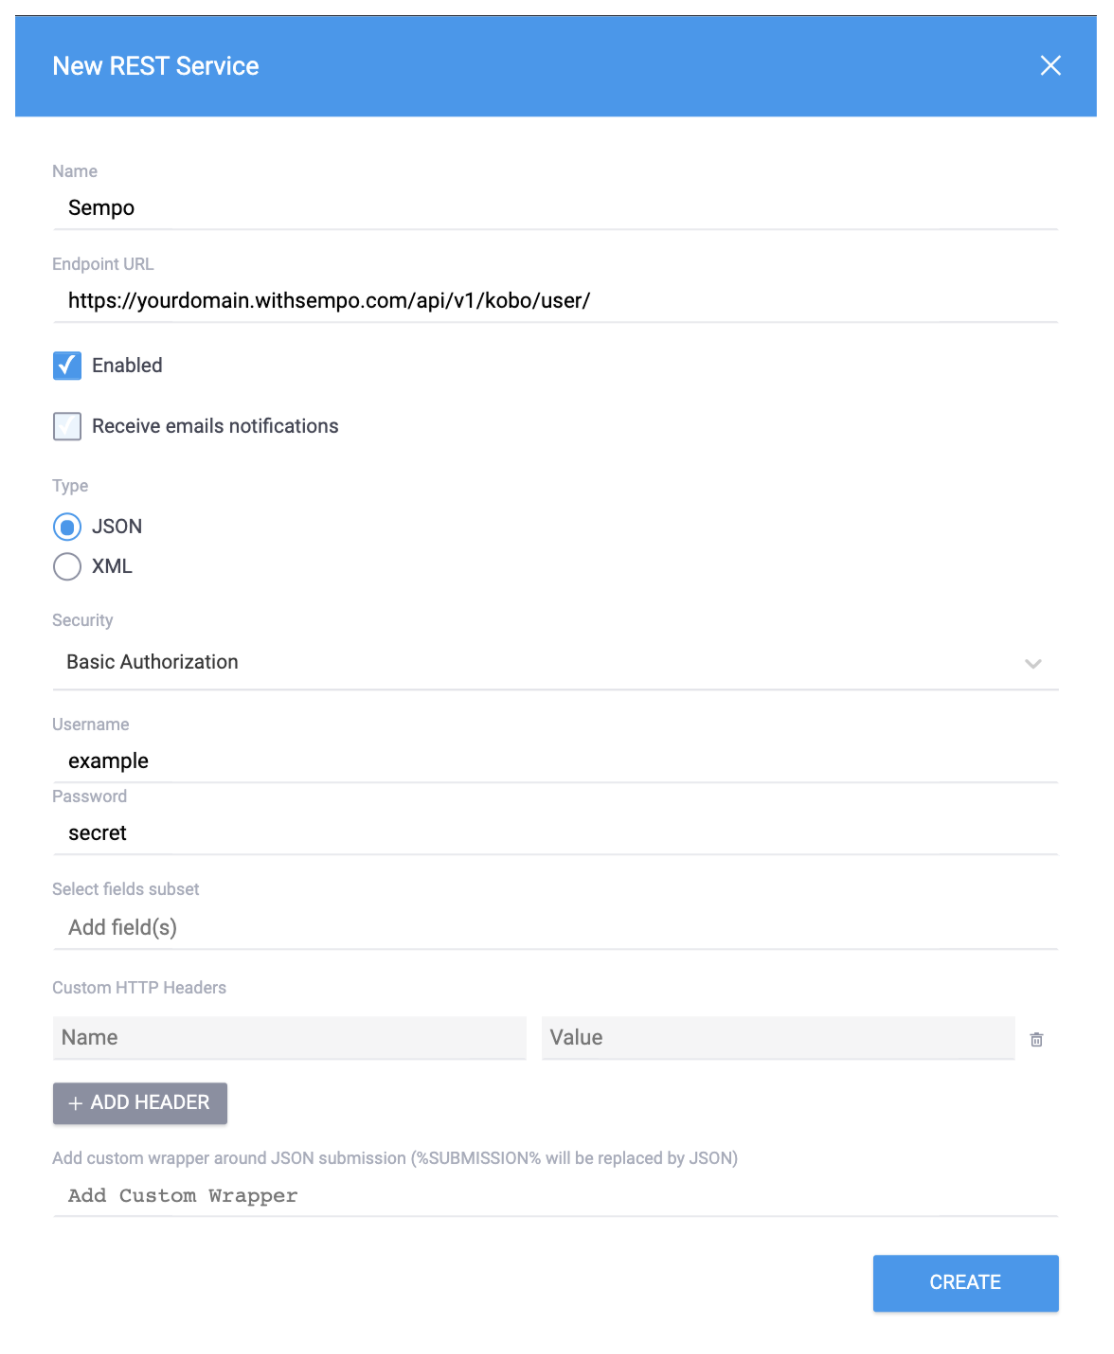 New REST Service
Name
Sempo
Endpoint URL
https://yourdomain.withsempo.com/api/v1/kobo/user/
Enabled
Receive emails notifications
Type
JSON
XML
Security
Basic Authorization
Username
example
Password
secret
Select fields subset
Add field(s)
Custom HTTP Headers
Name Value
+ ADD HEADER
Add custom wrapper around JSON submission (%SUBMISSION% will be replaced by JSON)
Add Custom Wrapper
CREATE